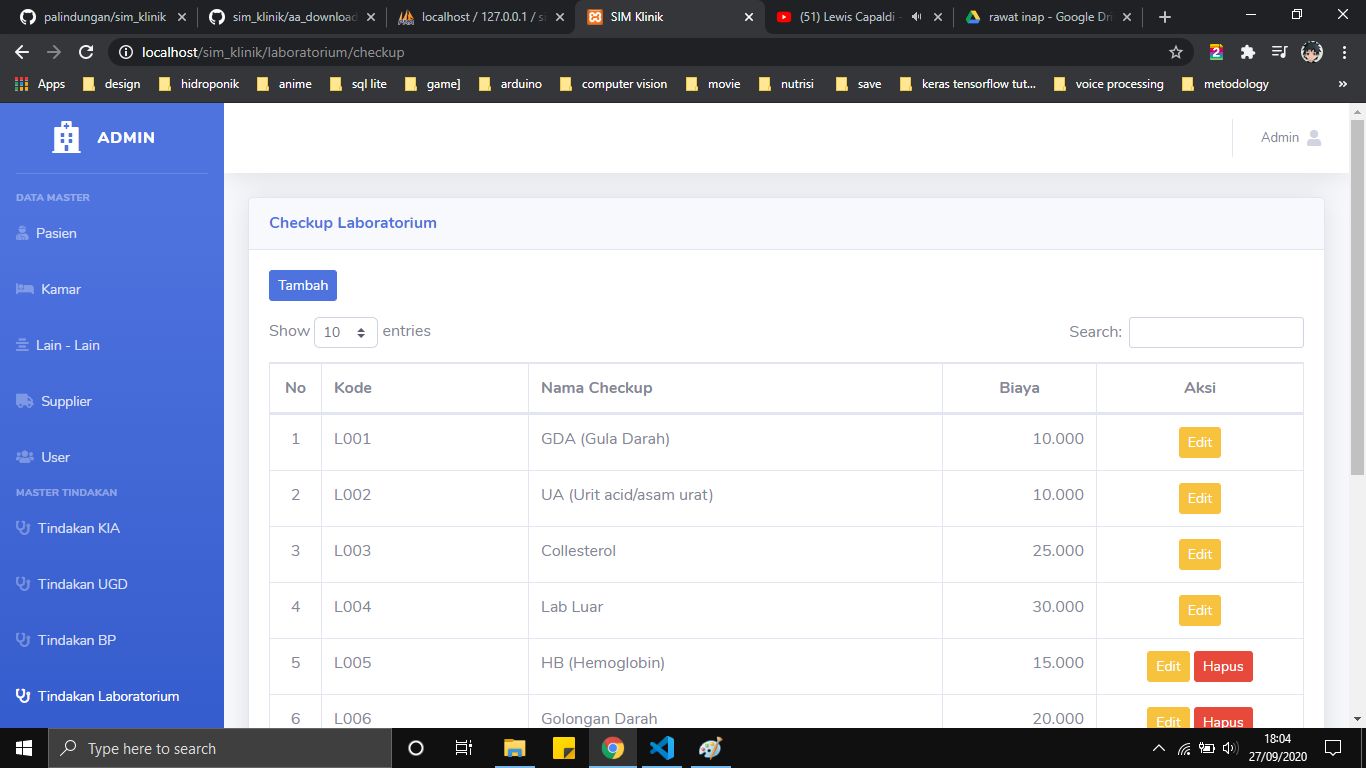 palindungan/sim_klinik
sim_klinik/aa_download
localhost / 127.0.0.1 / si
SIM Klinik
(51) Lewis Capaldi -
rawat inap - Google Dri
localhost/sim_klinik/laboratorium/checkup
Apps design hidroponik anime sql lite game] arduino computer vision movie nutrisi save keras tensorflow tut... voice processing metodology »
ADMIN
Admin
DATA MASTER
Pasien
Kamar
Lain - Lain
Supplier
User
MASTER TINDAKAN
Tindakan KIA
Tindakan UGD
Tindakan BP
Tindakan Laboratorium
Checkup Laboratorium
Tambah
Show 10 entries
Search:
No Kode Nama Checkup Biaya Aksi
1 L001 GDA (Gula Darah) 10.000 Edit
2 L002 UA (Urit acid/asam urat) 10.000 Edit
3 L003 Collesterol 25.000 Edit
4 L004 Lab Luar 30.000 Edit
5 L005 HB (Hemoglobin) 15.000 Edit Hapus
6 L006 Golongan Darah 20.000 Edit Hapus
Type here to search
18:04
27/09/2020